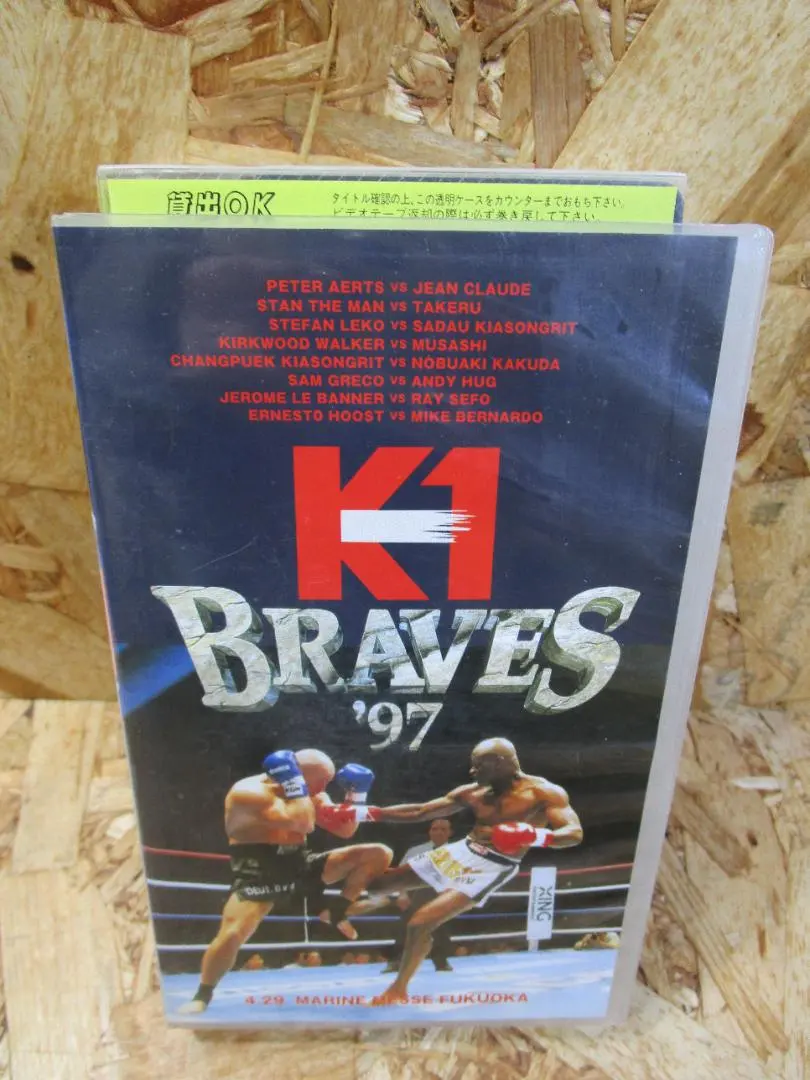 貸出OK
タイトル確認の上、この透明ケースをカウンターまでおもち下さい。
ビデオテープ返却の際は必ず巻き戻して下さい。
PETER AERTS VS JEAN CLAUDE
STAN THE MAN VS TAKERU
STEFAN LEKO VS SADAU KIASONGRIT
KIRKWOOD WALKER VS MUSASHI
CHANGPUEK KIASONGRIT VS NOBUAKI KAKUDA
SAM GRECO VS ANDY HUG
JEROME LE BANNER VS RAY SEFO
ERNESTO HOOST VS MIKE BERNARDO
K-1
BRAVES
'97
XING
4.29 MARINE MESSE FUKUOKA